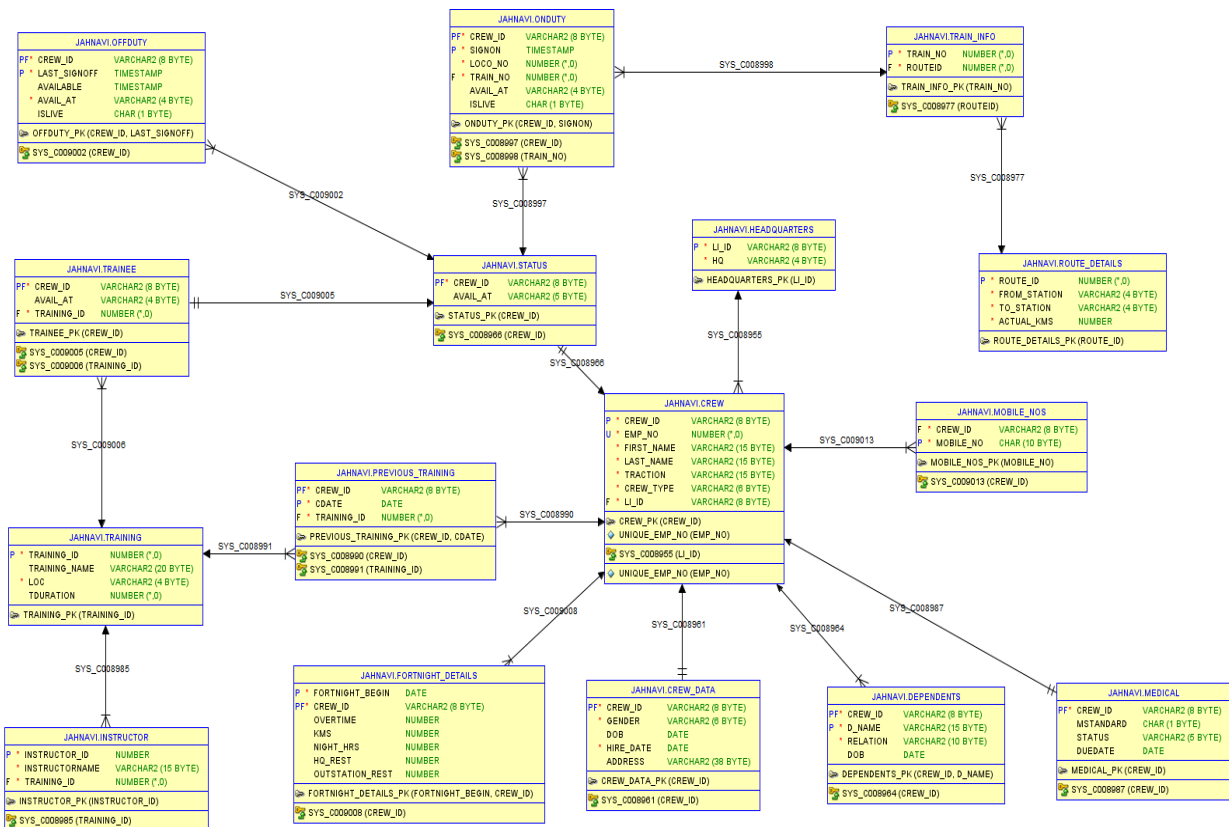 JAHNAVI.OFFDUTY
PF* CREW_ID VARCHAR2 (8 BYTE)
P * LAST_SIGNOFF TIMESTAMP
AVAILABLE TIMESTAMP
* AVAIL_AT VARCHAR2 (4 BYTE)
ISLIVE CHAR (1 BYTE)
OFFDUTY_PK (CREW_ID, LAST_SIGNOFF)
SYS_C009002 (CREW_ID)
JAHNAVI.ONDUTY
PF* CREW_ID VARCHAR2 (8 BYTE)
P * SIGNON TIMESTAMP
* LOCO_NO NUMBER (*,0)
F * TRAIN_NO NUMBER (*,0)
AVAIL_AT VARCHAR2 (4 BYTE)
ISLIVE CHAR (1 BYTE)
ONDUTY_PK (CREW_ID, SIGNON)
SYS_C008997 (CREW_ID)
SYS_C008998 (TRAIN_NO)
SYS_C008998
JAHNAVI.TRAIN_INFO
P * TRAIN_NO NUMBER (*,0)
F * ROUTEID NUMBER (*,0)
TRAIN_INFO_PK (TRAIN_NO)
SYS_C008977 (ROUTEID)
SYS_C009002
SYS_C008997
SYS_C008977
JAHNAVI.HEADQUARTERS
P * LI_ID VARCHAR2 (8 BYTE)
* HQ VARCHAR2 (4 BYTE)
HEADQUARTERS_PK (LI_ID)
JAHNAVI.TRAINEE
PF* CREW_ID VARCHAR2 (8 BYTE)
AVAIL_AT VARCHAR2 (4 BYTE)
F * TRAINING_ID NUMBER (*,0)
TRAINEE_PK (CREW_ID)
SYS_C009005 (CREW_ID)
SYS_C009006 (TRAINING_ID)
SYS_C009005
JAHNAVI.STATUS
PF* CREW_ID VARCHAR2 (8 BYTE)
AVAIL_AT VARCHAR2 (5 BYTE)
STATUS_PK (CREW_ID)
SYS_C008966 (CREW_ID)
JAHNAVI.ROUTE_DETAILS
P * ROUTE_ID NUMBER (*,0)
* FROM_STATION VARCHAR2 (4 BYTE)
* TO_STATION VARCHAR2 (4 BYTE)
* ACTUAL_KMS NUMBER
ROUTE_DETAILS_PK (ROUTE_ID)
SYS_C008966
SYS_C008955
SYS_C009006
JAHNAVI.CREW
P * CREW_ID VARCHAR2 (8 BYTE)
U * EMP_NO NUMBER (*,0)
* FIRST_NAME VARCHAR2 (15 BYTE)
* LAST_NAME VARCHAR2 (15 BYTE)
* TRACTION VARCHAR2 (15 BYTE)
* CREW_TYPE VARCHAR2 (6 BYTE)
F * LI_ID VARCHAR2 (8 BYTE)
CREW_PK (CREW_ID)
UNIQUE_EMP_NO (EMP_NO)
SYS_C008955 (LI_ID)
UNIQUE_EMP_NO (EMP_NO)
SYS_C009013
JAHNAVI.MOBILE_NOS
F * CREW_ID VARCHAR2 (8 BYTE)
P * MOBILE_NO CHAR (10 BYTE)
MOBILE_NOS_PK (MOBILE_NO)
SYS_C009013 (CREW_ID)
JAHNAVI.PREVIOUS_TRAINING
PF* CREW_ID VARCHAR2 (8 BYTE)
P * CDATE DATE
F * TRAINING_ID NUMBER (*,0)
PREVIOUS_TRAINING_PK (CREW_ID, CDATE)
SYS_C008990 (CREW_ID)
SYS_C008991 (TRAINING_ID)
SYS_C008990
SYS_C008991
JAHNAVI.TRAINING
P * TRAINING_ID NUMBER (*,0)
TRAINING_NAME VARCHAR2 (20 BYTE)
* LOC VARCHAR2 (4 BYTE)
TDURATION NUMBER (*,0)
TRAINING_PK (TRAINING_ID)
SYS_C009008
SYS_C008961
SYS_C008964
SYS_C008987
SYS_C008985
JAHNAVI.FORTNIGHT_DETAILS
P * FORTNIGHT_BEGIN DATE
PF* CREW_ID VARCHAR2 (8 BYTE)
OVERTIME NUMBER
KMS NUMBER
NIGHT_HRS NUMBER
HQ_REST NUMBER
OUTSTATION_REST NUMBER
FORTNIGHT_DETAILS_PK (FORTNIGHT_BEGIN, CREW_ID)
SYS_C009008 (CREW_ID)
JAHNAVI.CREW_DATA
PF* CREW_ID VARCHAR2 (8 BYTE)
* GENDER VARCHAR2 (6 BYTE)
DOB DATE
* HIRE_DATE DATE
ADDRESS VARCHAR2 (38 BYTE)
CREW_DATA_PK (CREW_ID)
SYS_C008961 (CREW_ID)
JAHNAVI.DEPENDENTS
PF* CREW_ID VARCHAR2 (8 BYTE)
P * D_NAME VARCHAR2 (15 BYTE)
* RELATION VARCHAR2 (10 BYTE)
DOB DATE
DEPENDENTS_PK (CREW_ID, D_NAME)
SYS_C008964 (CREW_ID)
JAHNAVI.MEDICAL
PF* CREW_ID VARCHAR2 (8 BYTE)
MSTANDARD CHAR (1 BYTE)
STATUS VARCHAR2 (5 BYTE)
DUEDATE DATE
MEDICAL_PK (CREW_ID)
SYS_C008987 (CREW_ID)
JAHNAVI.INSTRUCTOR
P * INSTRUCTOR_ID NUMBER
* INSTRUCTORNAME VARCHAR2 (15 BYTE)
F * TRAINING_ID NUMBER (*,0)
INSTRUCTOR_PK (INSTRUCTOR_ID)
SYS_C008985 (TRAINING_ID)